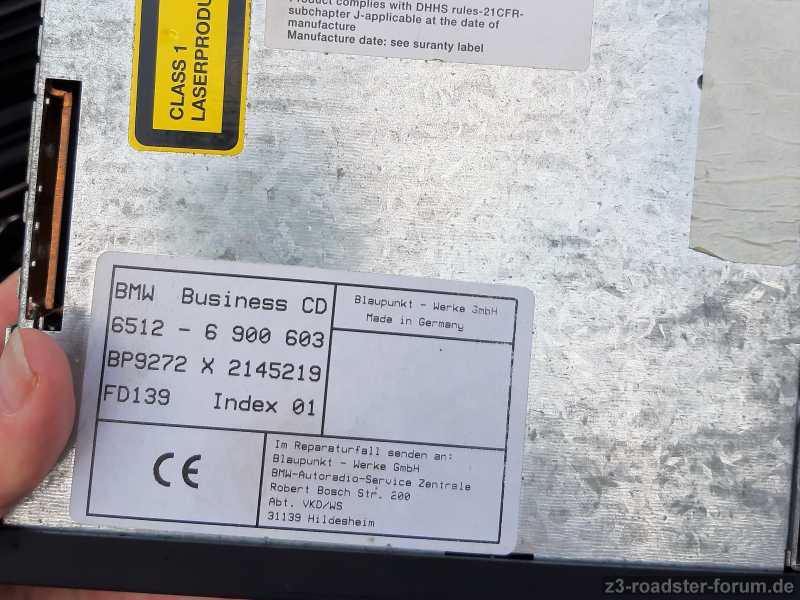 Product complies with DHHS rules-21CFR-
subchapter J-applicable at the date of
manufacture
Manufacture date: see suranty label
CLASS 1
LASERPRODU
BMW Business CD
6512 - 6 900 603
BP9272 X 2145219
FD139 Index 01
Blaupunkt - Werke GmbH
Made in Germany
CE
Im Reparaturfall senden an:
Blaupunkt - Werke GmbH
BMW-Autoradio-Service Zentrale
Robert Bosch Str. 200
Abt. VKD/WS
31139 Hildesheim
z3-roadster-forum.de